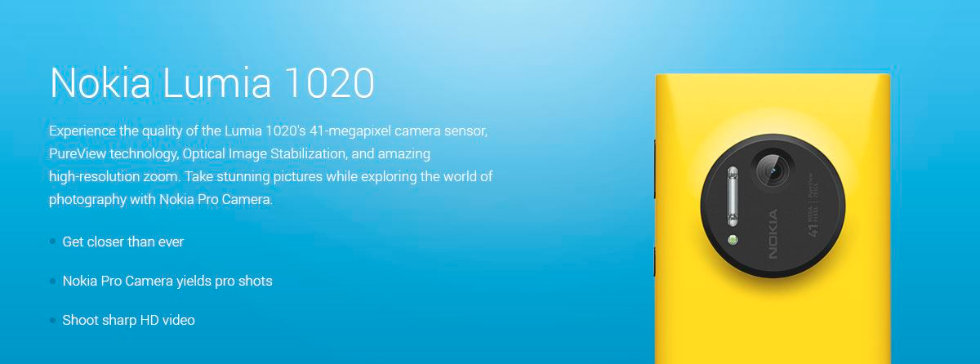 Nokia Lumia 1020
Experience the quality of the Lumia 1020's 41-megapixel camera sensor,
PureView technology, Optical Image Stabilization, and amazing
high-resolution zoom. Take stunning pictures while exploring the world of
photography with Nokia Pro Camera.
Get closer than ever
Nokia Pro Camera yields pro shots
Shoot sharp HD video
NOKIA
41